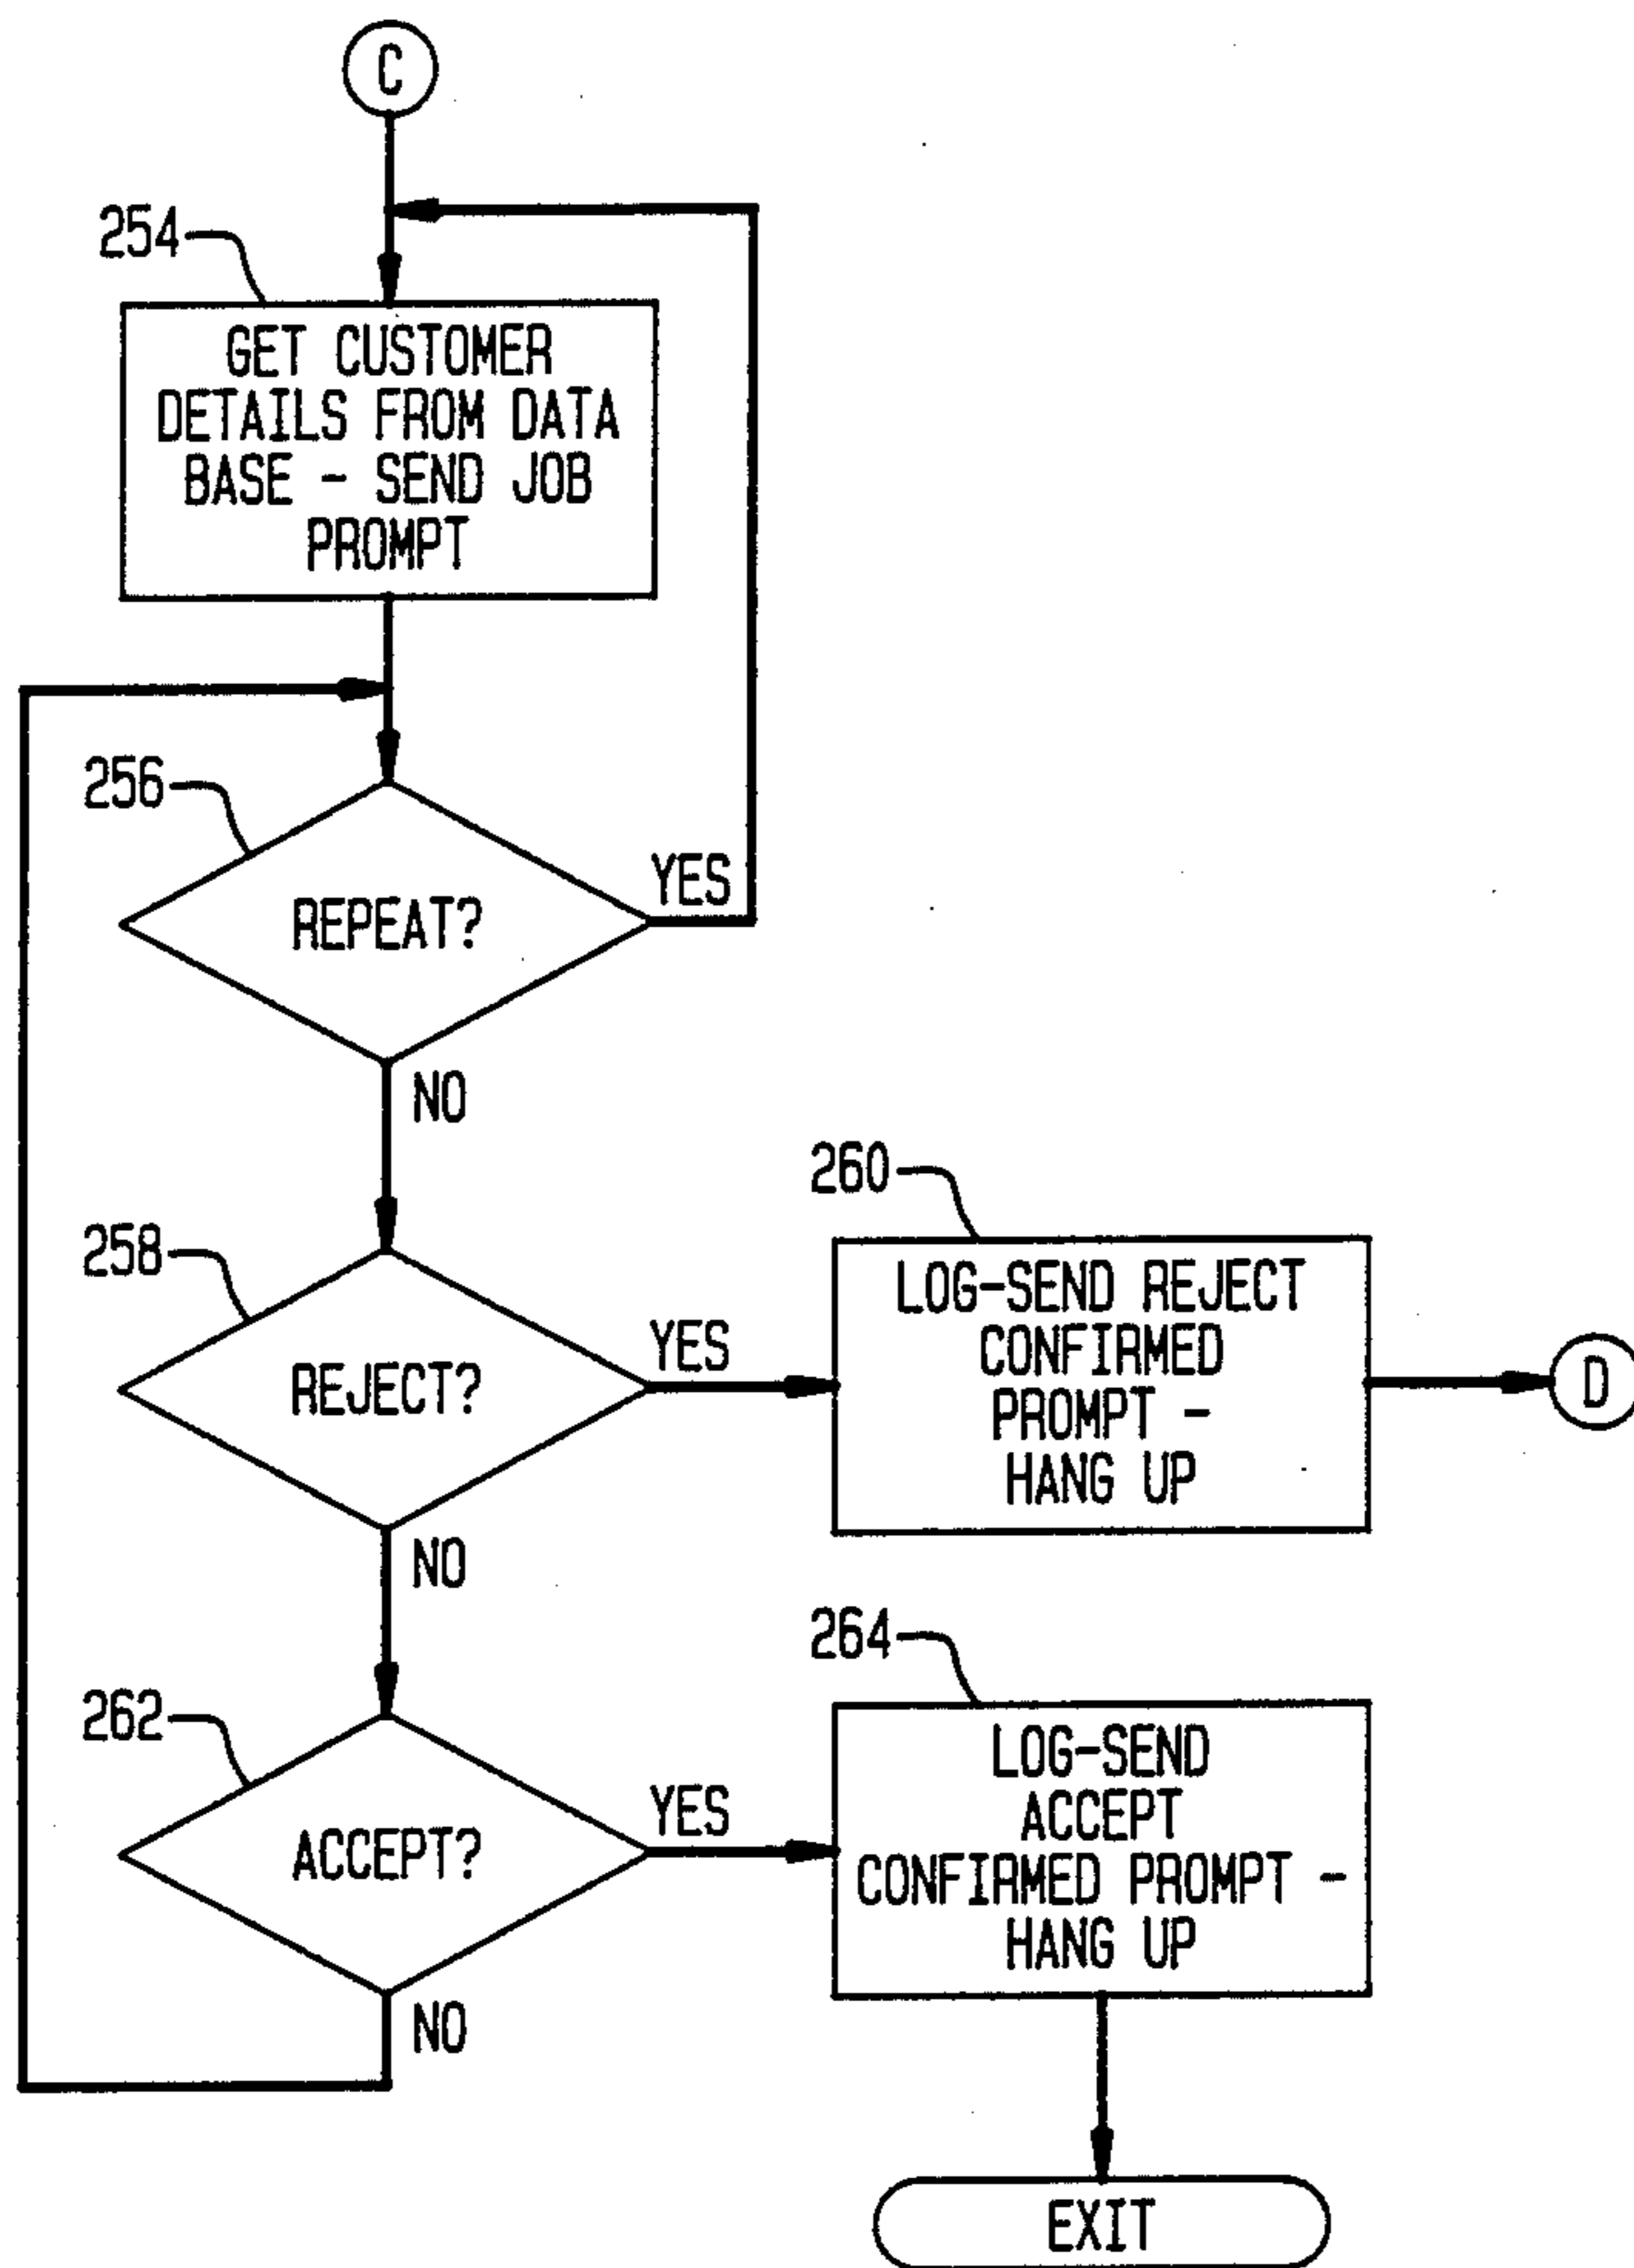 C
254
GET CUSTOMER
DETAILS FROM DATA
BASE - SEND JOB
PROMPT
256
REPEAT?
YES
NO
258
REJECT?
YES
NO
260
LOG-SEND REJECT
CONFIRMED
PROMPT -
HANG UP
D
262
ACCEPT?
YES
NO
264
LOG-SEND
ACCEPT
CONFIRMED PROMPT -
HANG UP
EXIT